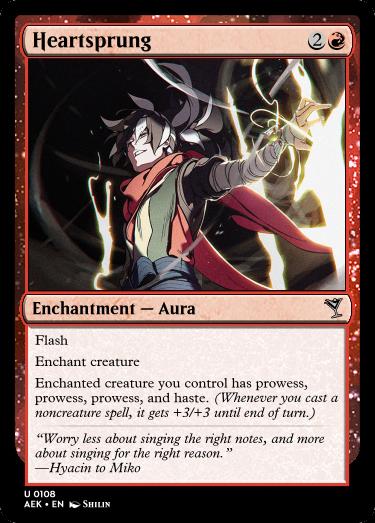 Heartsprung 2
Enchantment — Aura
Flash
Enchant creature
Enchanted creature you control has prowess,
prowess, prowess, and haste. (Whenever you cast a
noncreature spell, it gets +3/+3 until end of turn.)
“Worry less about singing the right notes, and more
about singing for the right reason.”
—Hyacin to Miko
U 0108
AEK • EN Shilin